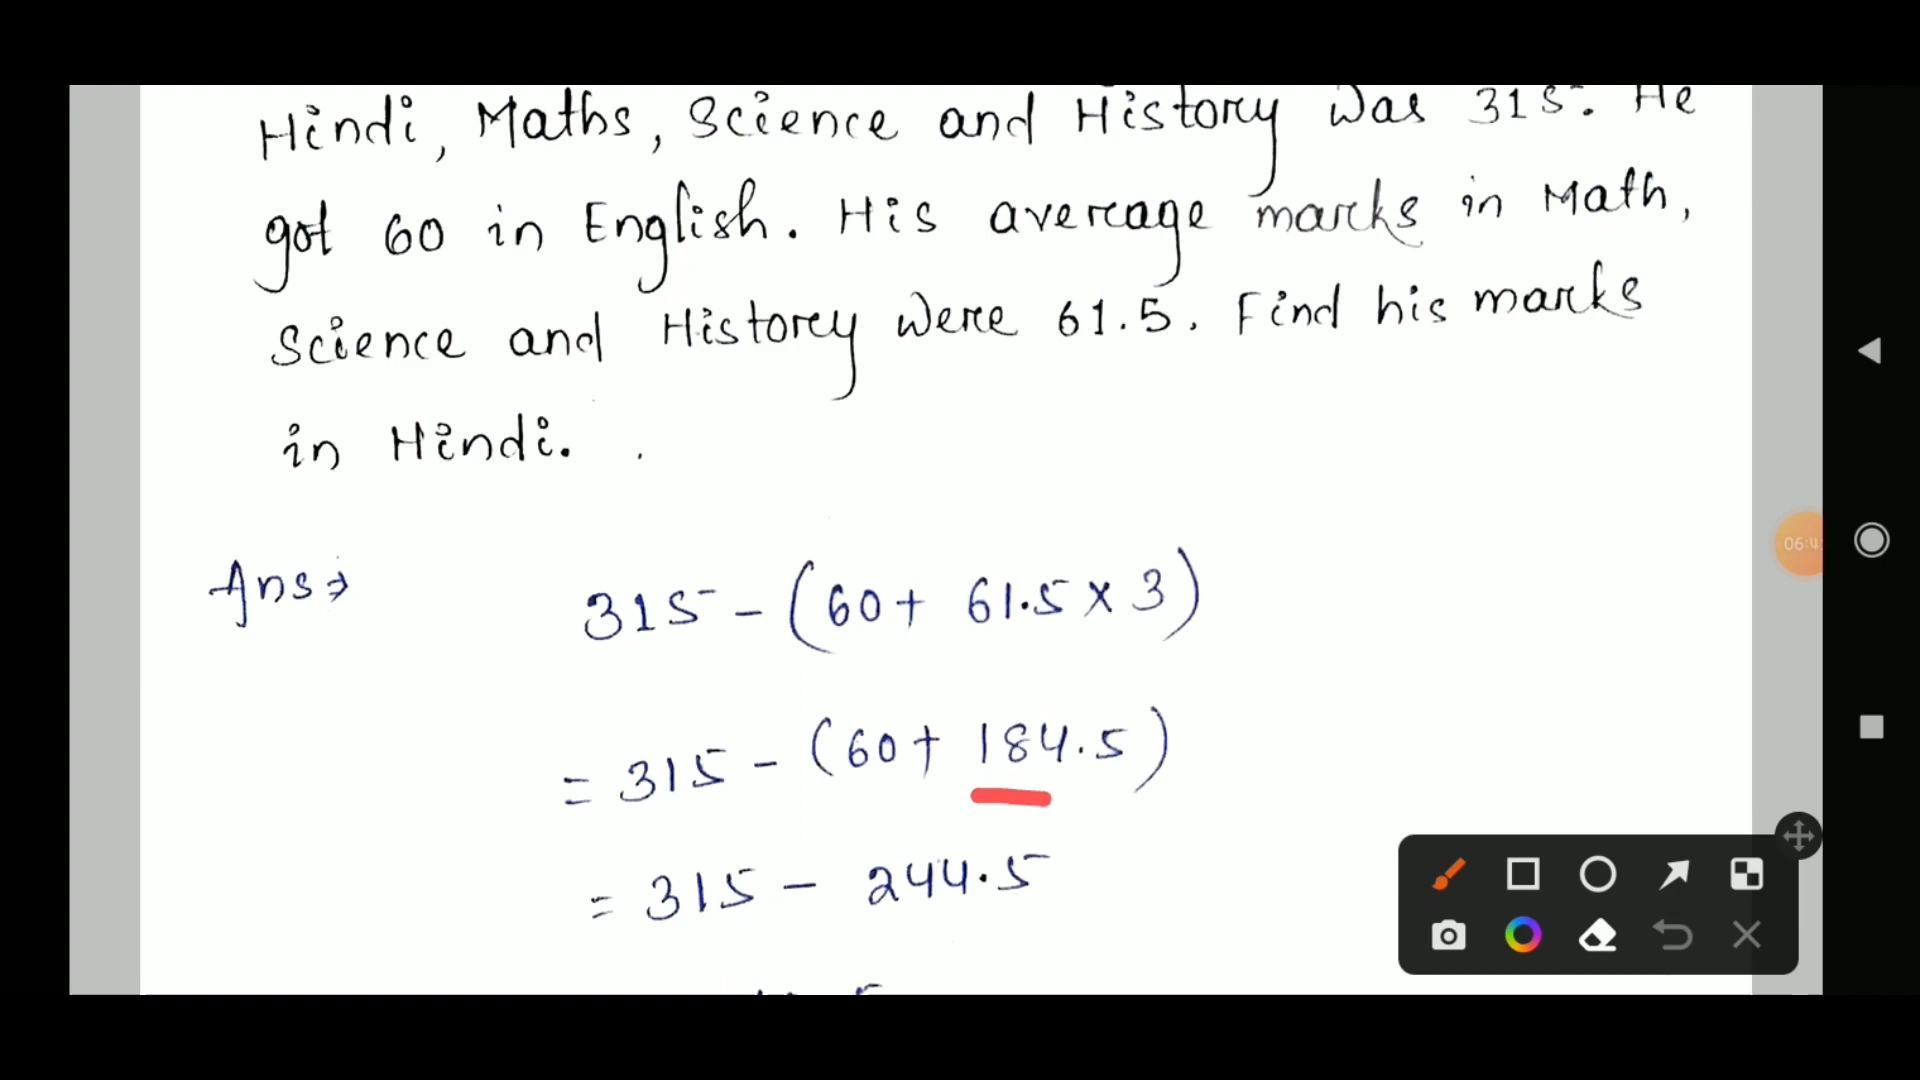 Hindi, Maths, Science and History was 315. He
got 60 in English. His average marks in Math,
Science and History were 61.5. Find his marks
in Hindi.
Ans ⇒ 315 - (60 + 61.5 × 3)
= 315 - (60 + 184.5)
= 315 - 244.5
06:4